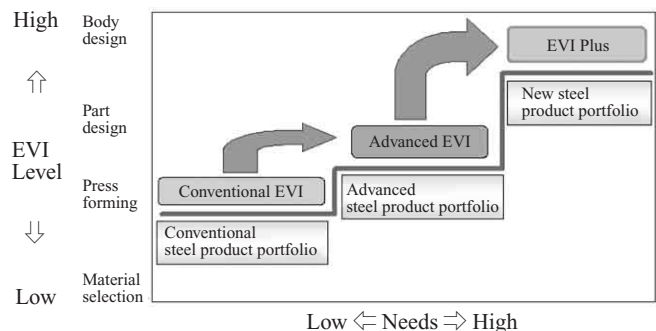 High
Body
design
EVI Plus
New steel
product portfolio
Part
design
Advanced EVI
EVI
Level
Press
forming
Conventional EVI
Advanced
steel product portfolio
Conventional
steel product portfolio
Low
Material
selection
Low ⇐ Needs ⇒ High